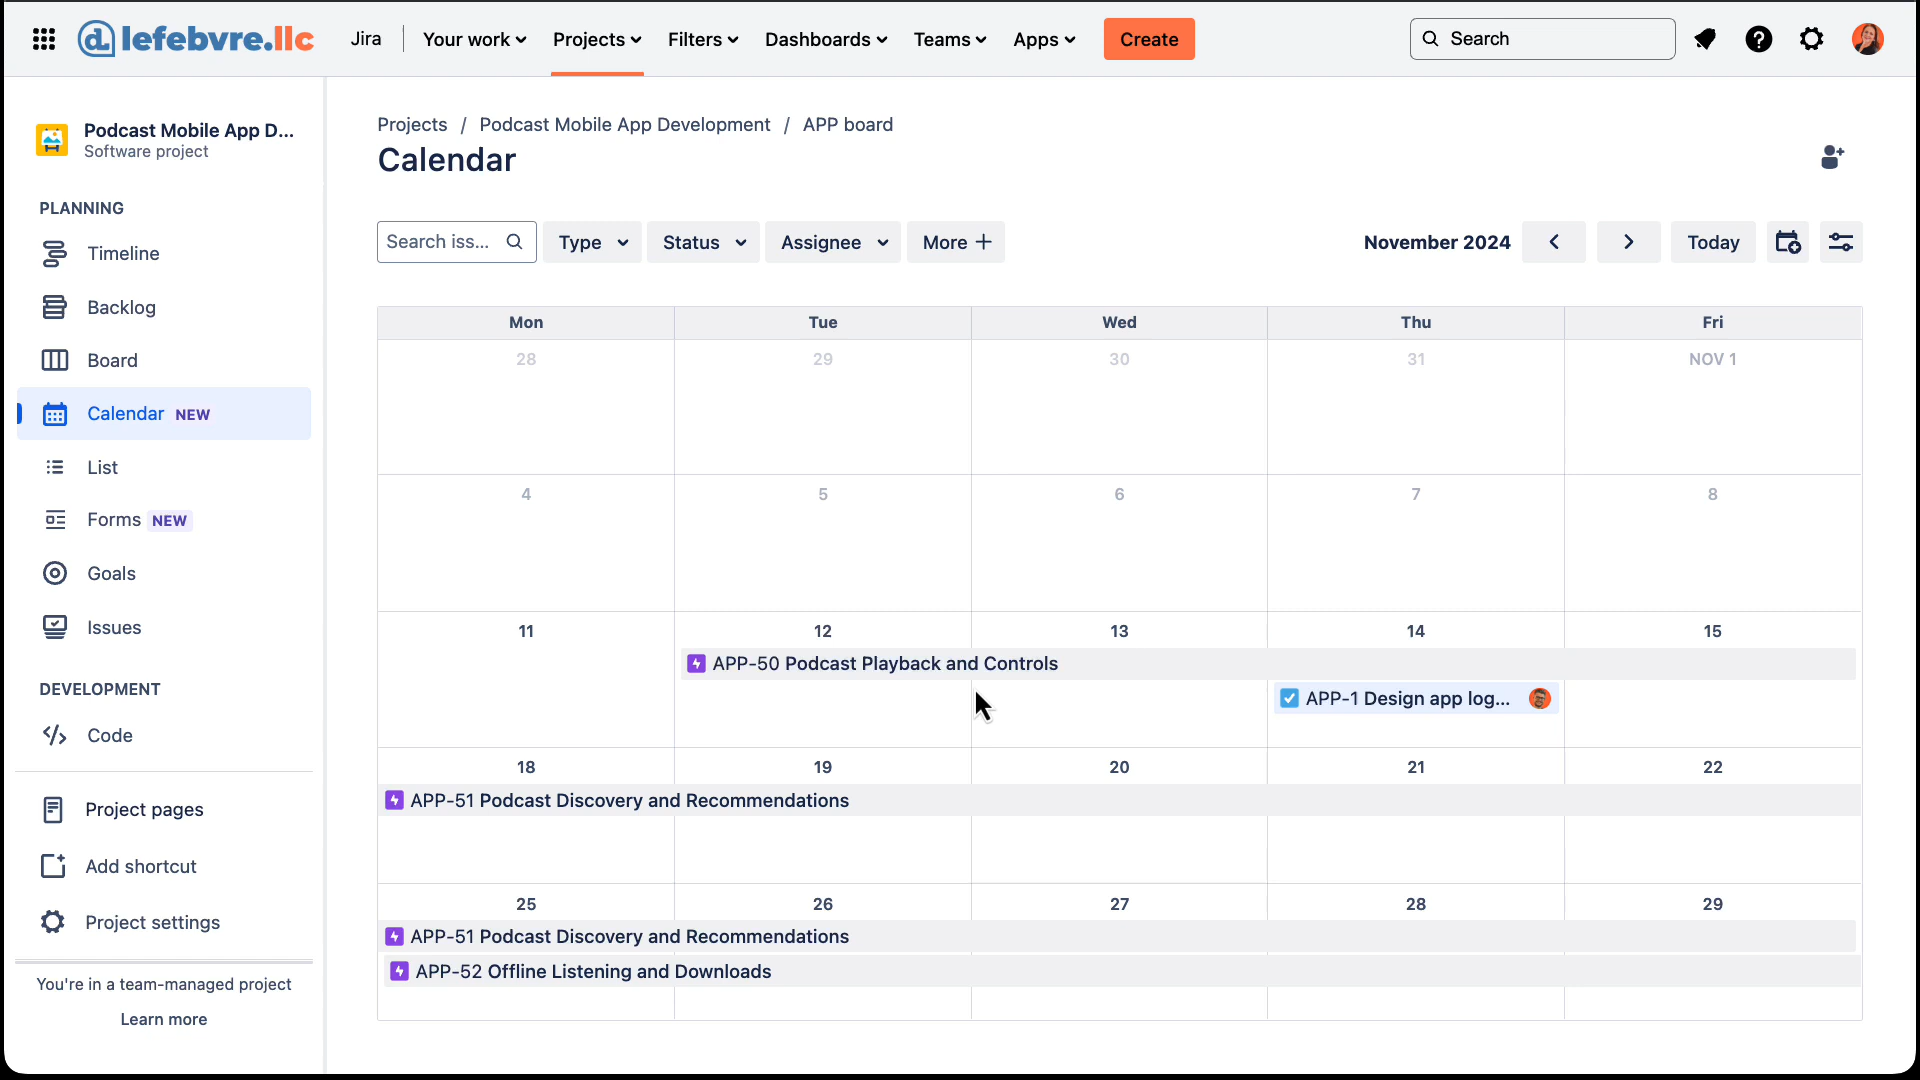 lefebvre.llc Jira Your work Projects Filters Dashboards Teams Apps Create Search
Podcast Mobile App D...
Software project
PLANNING
Timeline
Backlog
Board
Calendar NEW
List
Forms NEW
Goals
Issues
DEVELOPMENT
Code
Project pages
Add shortcut
Project settings
You're in a team-managed project
Learn more
Projects / Podcast Mobile App Development / APP board
Calendar
Search iss... Type Status Assignee More November 2024 Today
Mon Tue Wed Thu Fri
28 29 30 31 NOV 1
4 5 6 7 8
11 12 13 14 15
APP-50 Podcast Playback and Controls
APP-1 Design app log...
18 19 20 21 22
APP-51 Podcast Discovery and Recommendations
25 26 27 28 29
APP-51 Podcast Discovery and Recommendations
APP-52 Offline Listening and Downloads